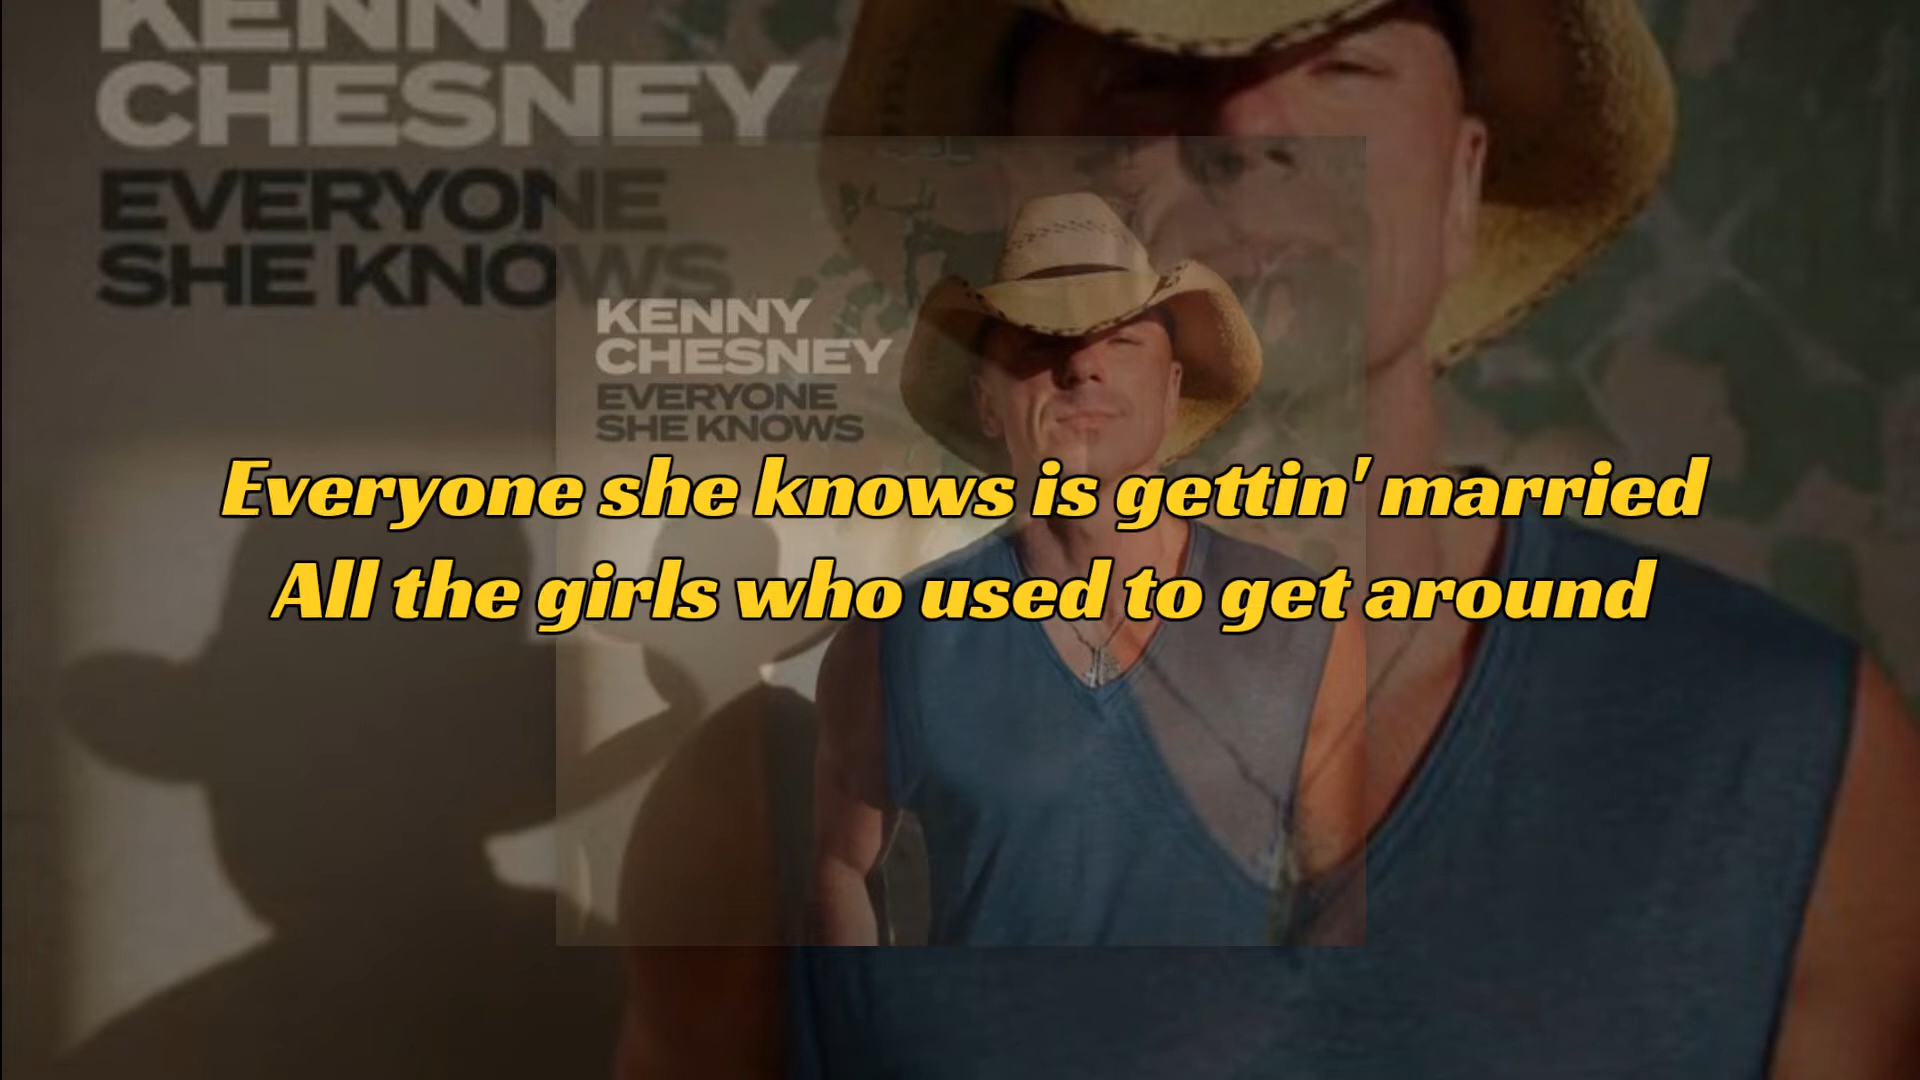 KENNY
CHESNEY
EVERYONE
SHE KNOWS
KENNY
CHESNEY
EVERYONE
SHE KNOWS
Everyone she knows is gettin' married
All the girls who used to get around